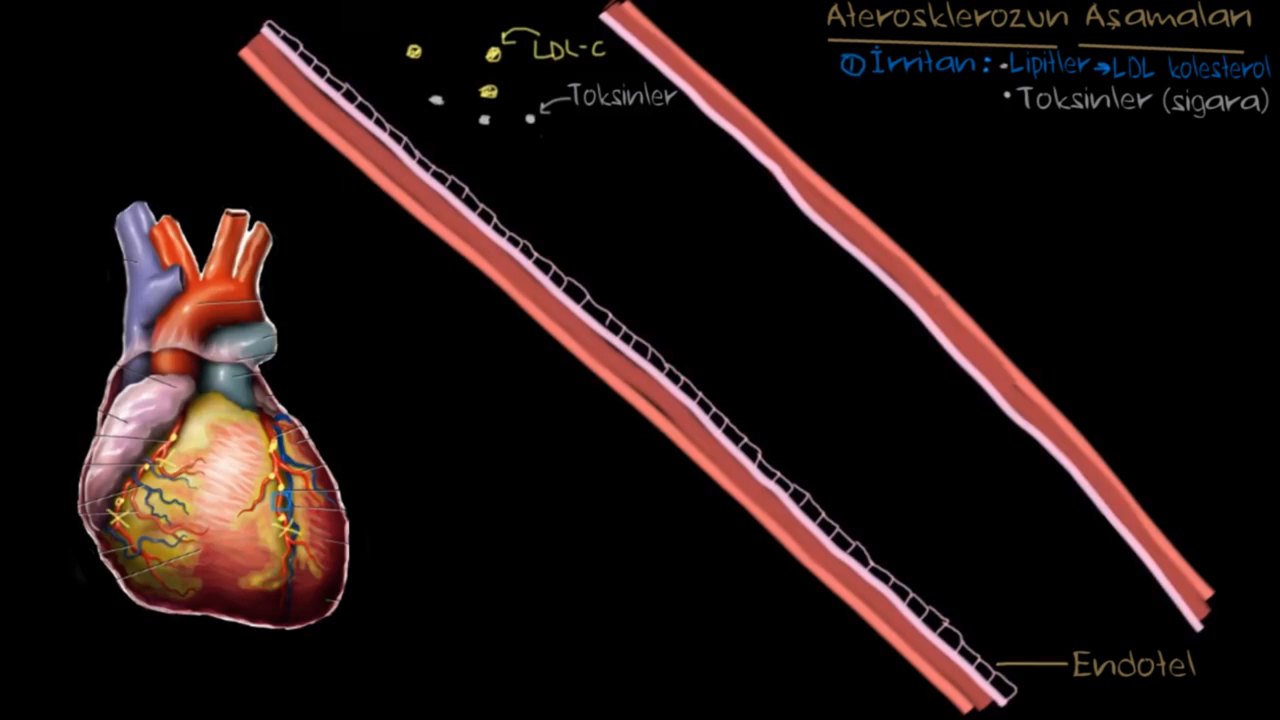 Aterosklerozun Aşamaları
① İrritan: •Lipitler→LDL kolesterol
•Toksinler (sigara)
LDL-C
Toksinler
Endotel